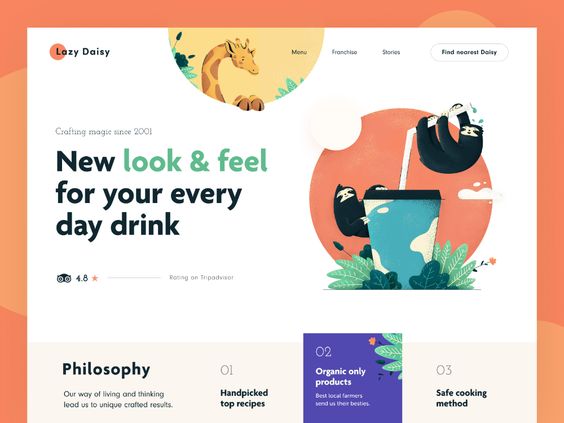 Lazy Daisy
Menu
Franchise
Stories
Find nearest Daisy
Crafting magic since 2001
New look & feel
for your every
day drink
4.8
Rating on Tripadvisor
Philosophy
Our way of living and thinking
lead us to unique crafted results.
01
Handpicked
top recipes
02
Organic only
products
Best local farmers
send us their besties.
03
Safe cooking
method